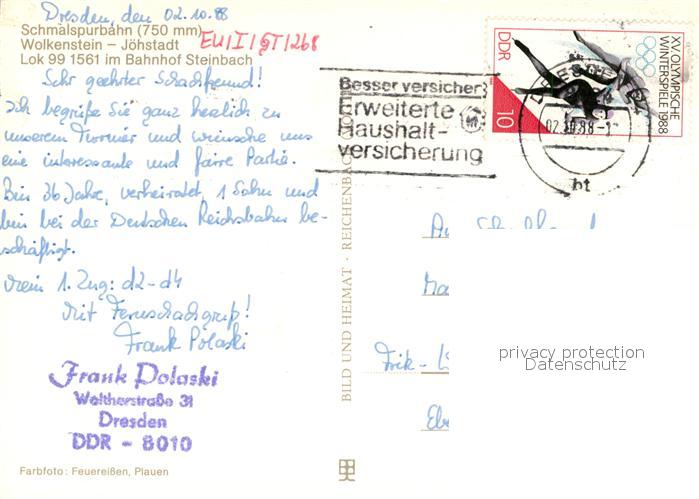 Dresden, den 02.10.88
Schmalspurbahn (750 mm)
Wolkenstein – Jöhstadt
Lok 99 1561 im Bahnhof Steinbach
EU/I/gT/268
Sehr geehrter Schachfreund!
Ich begrüße Sie ganz herzlich zu
unserem Turnier und wünsche uns
eine interessante und faire Partie.
Bin 36 Jahre, verheiratet, 1 Sohn und
bin bei der Deutschen Reichsbahn be-
schäftigt.
Mein 1. Zug: d2-d4
Mit Fernschachgruß!
Frank Polaski
Frank Polaski
Waltherstraße 31
Dresden
DDR - 8010
Farbfoto: Feuereißen, Plauen
BILD UND HEIMAT · REICHENBACH
Besser versichert
Erweiterte
Haushalt-
versicherung
02.10.88-1
bt
DDR
10
XV. OLYMPISCHE
WINTERSPIELE 1988
privacy protection
Datenschutz